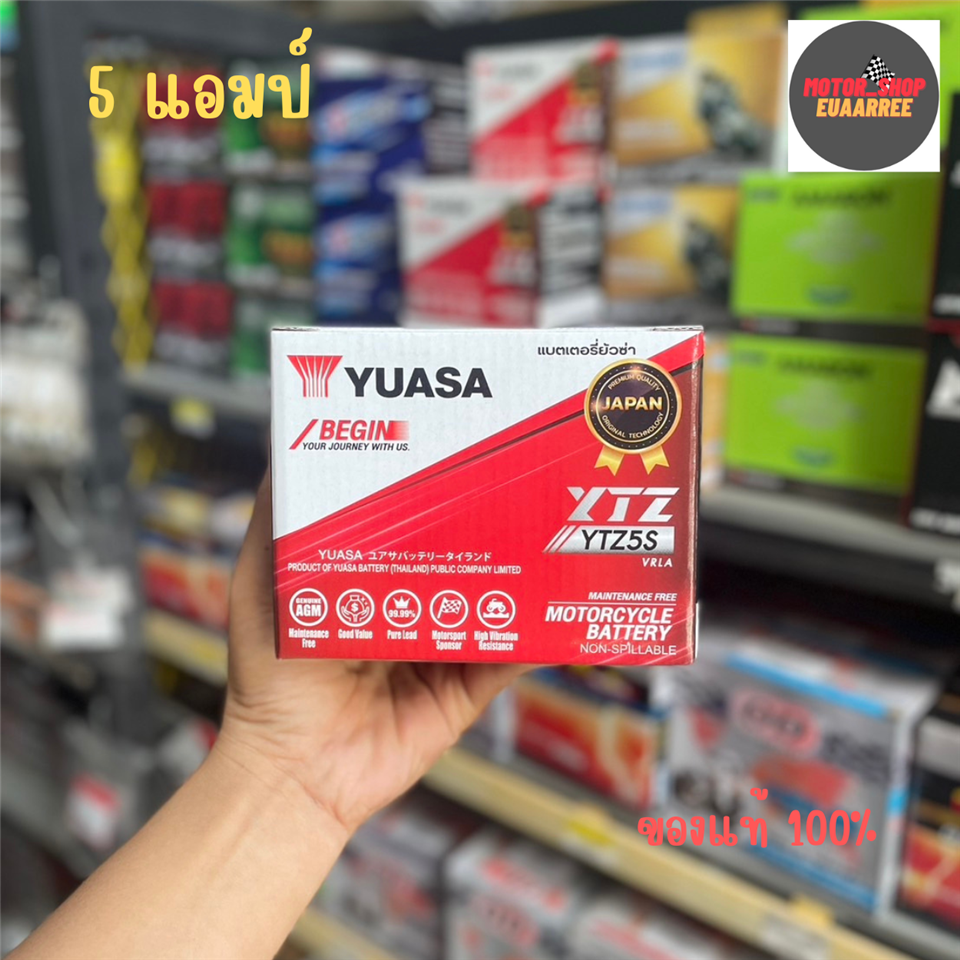 5 แอมป์
MOTOR_SHOP
EUAARREE
แบตเตอรี่ยัวซ่า
YUASA
BEGIN
YOUR JOURNEY WITH US.
PREMIUM QUALITY
JAPAN
ORIGINAL TECHNOLOGY
YTZ
YTZ5S
VRLA
YUASA ユアサバッテリータイランド
PRODUCT OF YUASA BATTERY (THAILAND) PUBLIC COMPANY LIMITED
MAINTENANCE FREE
MOTORCYCLE
BATTERY
NON-SPILLABLE
GENUINE
AGM
Maintenance
Free
Good Value
99.99%
Pure Lead
Motorsport
Sponsor
High Vibration
Resistance
ของแท้ 100%